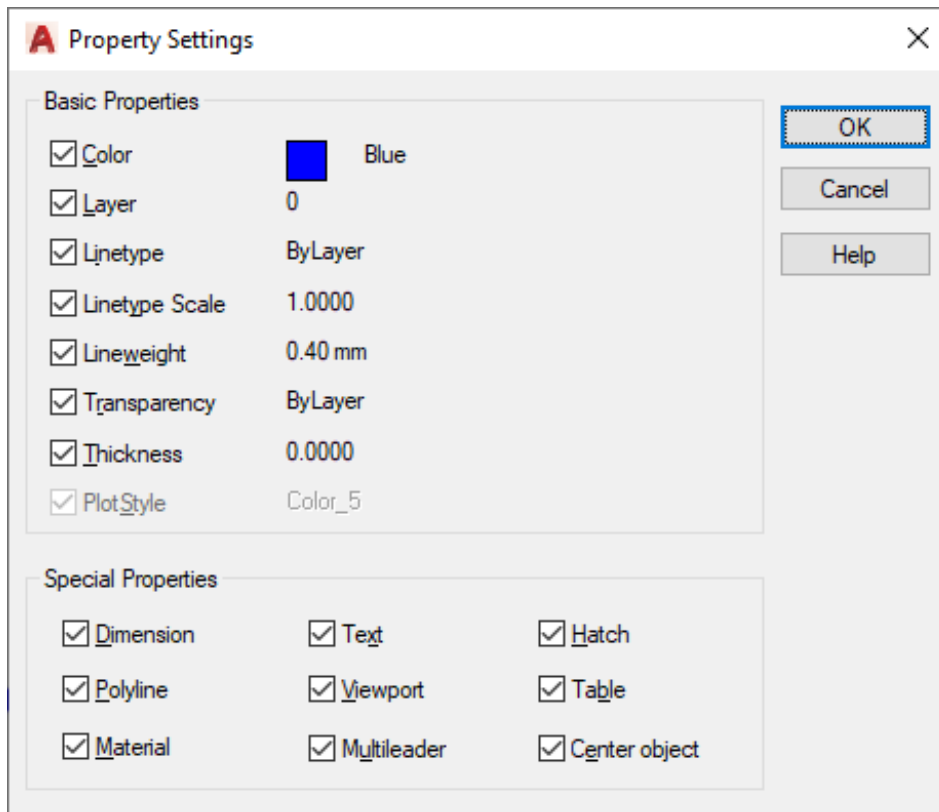 Property Settings
Basic Properties
OK
Color Blue
Cancel
Layer 0
Linetype ByLayer
Help
Linetype Scale 1.0000
Lineweight 0.40 mm
Transparency ByLayer
Thickness 0.0000
PlotStyle Color_5
Special Properties
Dimension Text Hatch
Polyline Viewport Table
Material Multileader Center object